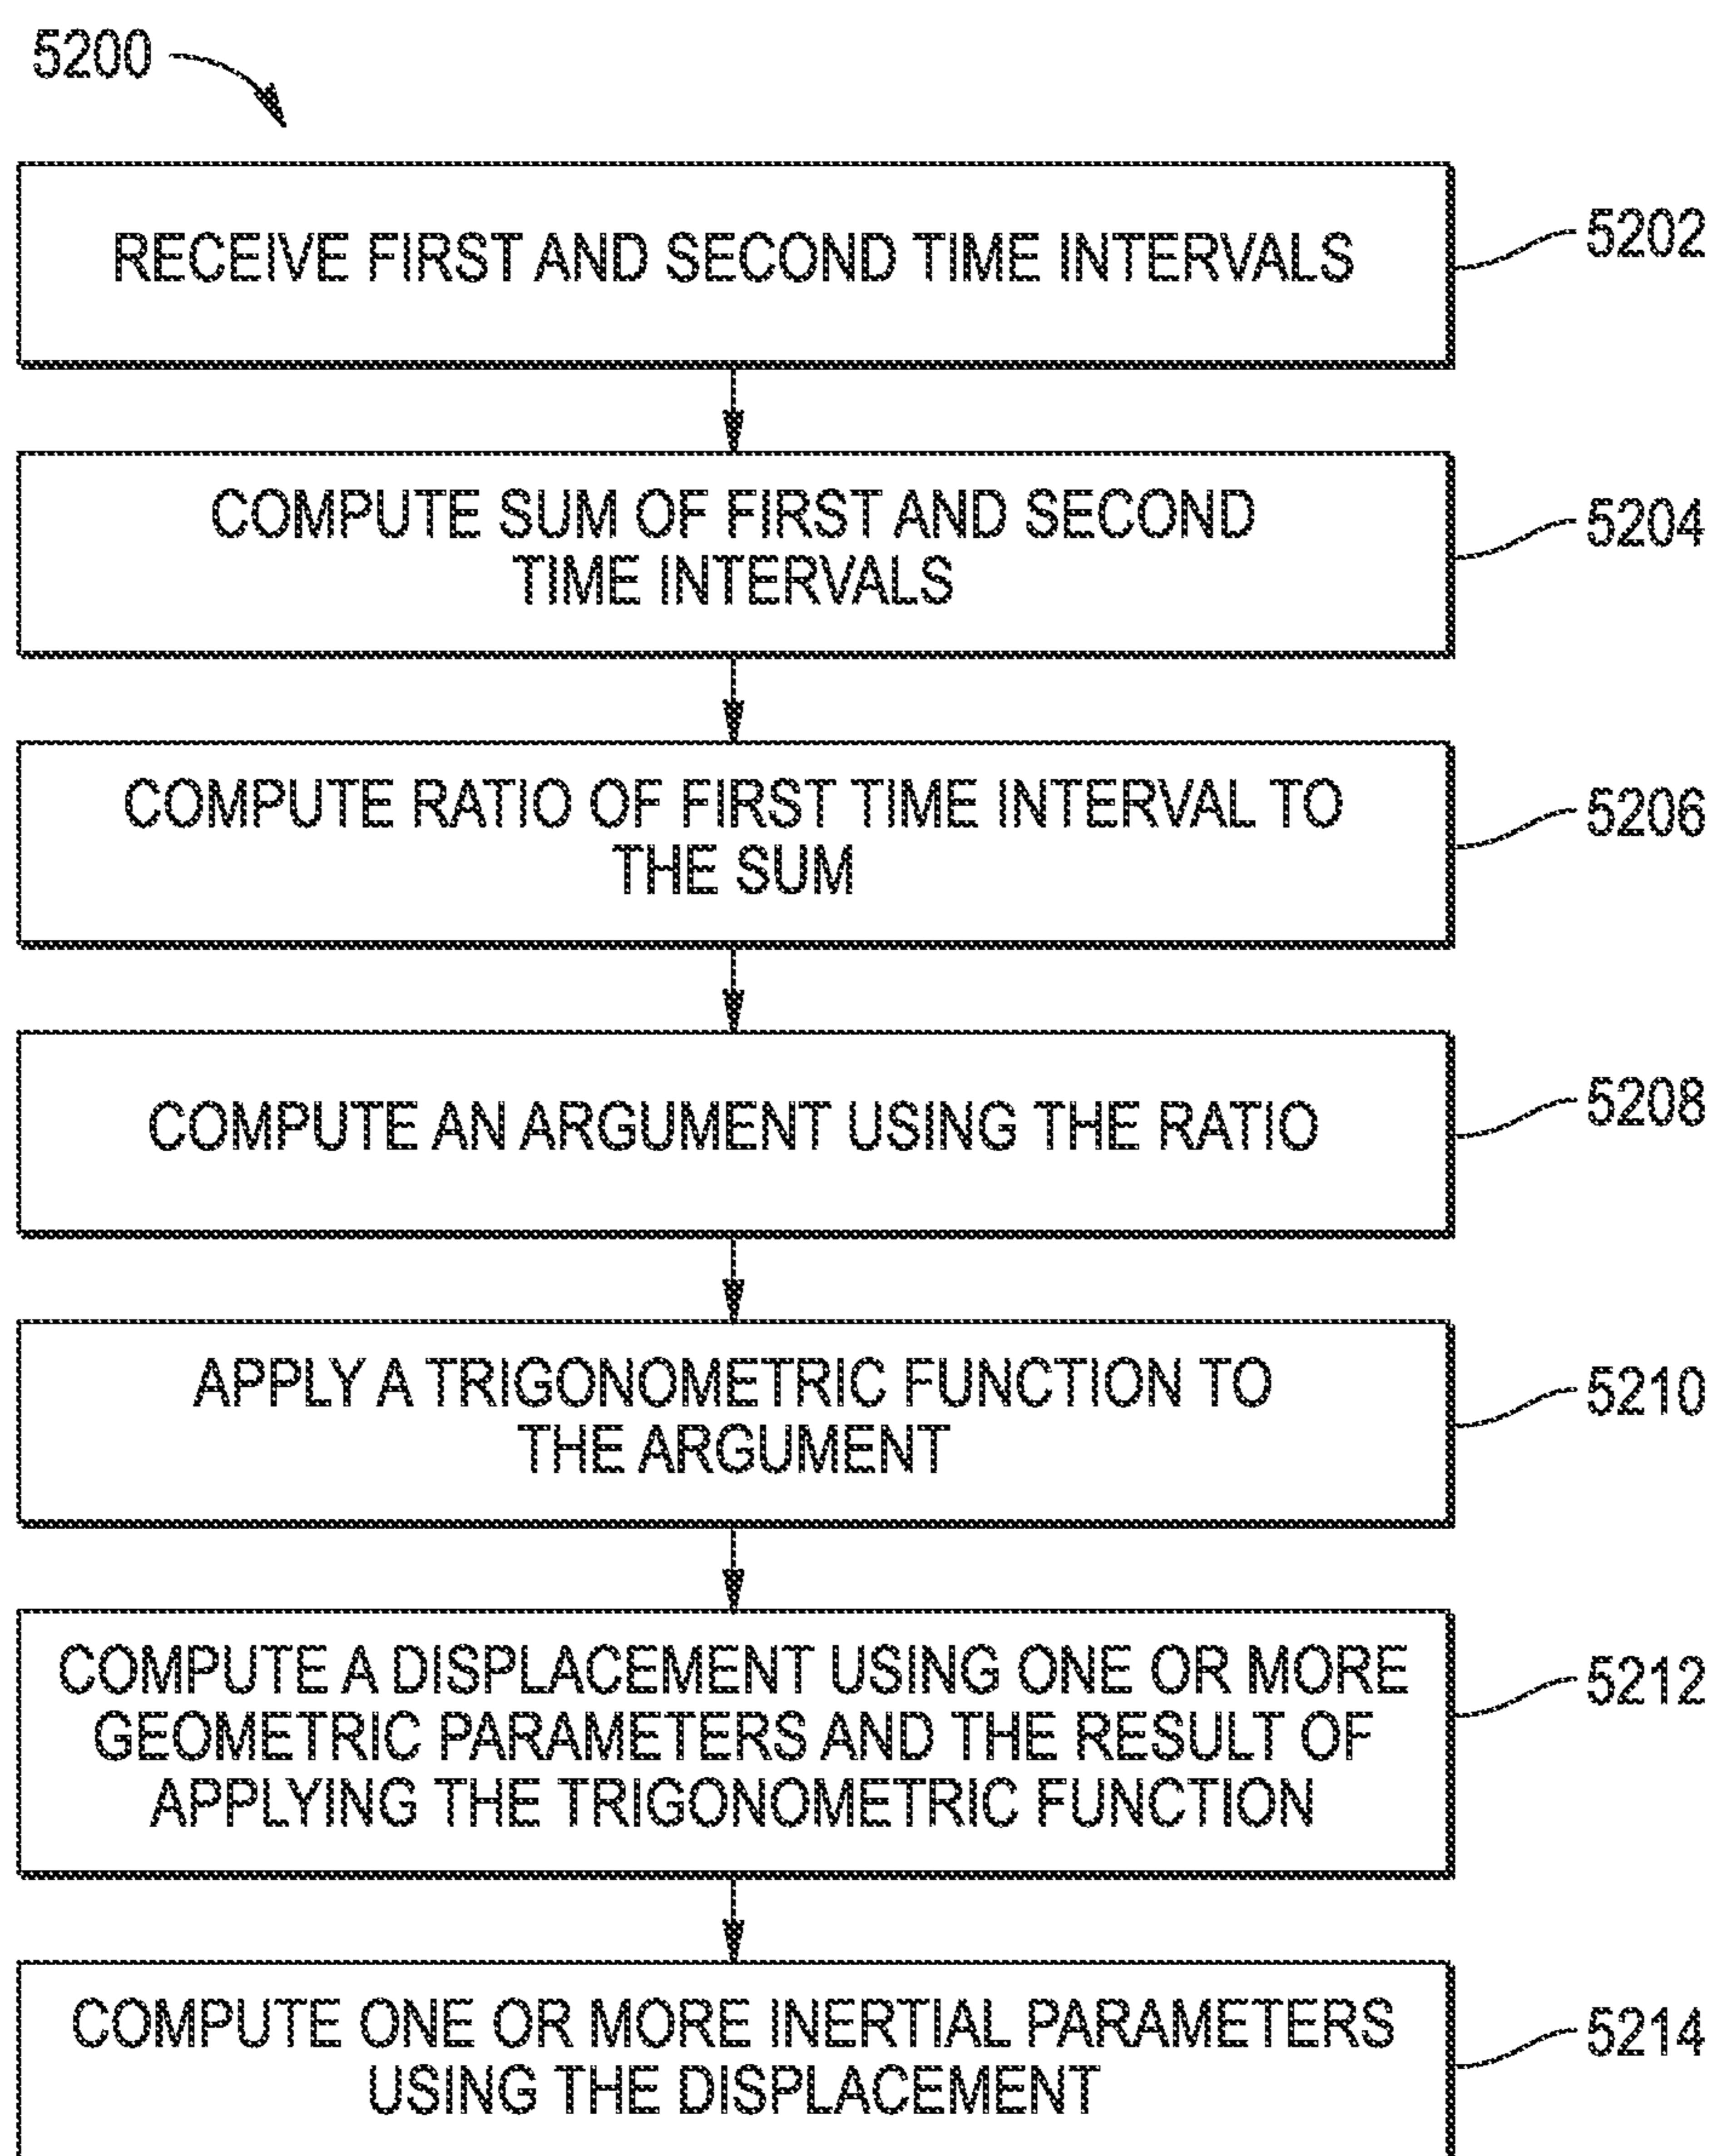 5200
RECEIVE FIRST AND SECOND TIME INTERVALS
5202
COMPUTE SUM OF FIRST AND SECOND
TIME INTERVALS
5204
COMPUTE RATIO OF FIRST TIME INTERVAL TO
THE SUM
5206
COMPUTE AN ARGUMENT USING THE RATIO
5208
APPLY A TRIGONOMETRIC FUNCTION TO
THE ARGUMENT
5210
COMPUTE A DISPLACEMENT USING ONE OR MORE
GEOMETRIC PARAMETERS AND THE RESULT OF
APPLYING THE TRIGONOMETRIC FUNCTION
5212
COMPUTE ONE OR MORE INERTIAL PARAMETERS
USING THE DISPLACEMENT
5214